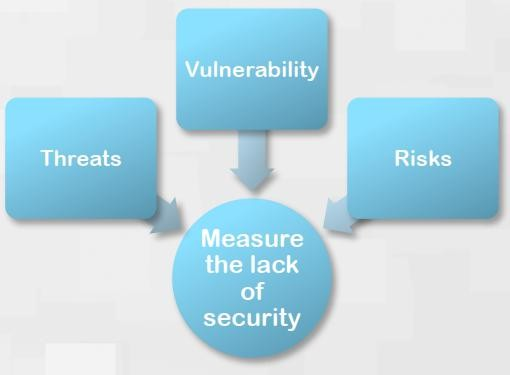 Vulnerability
Threats
Risks
Measure
the lack
of
security